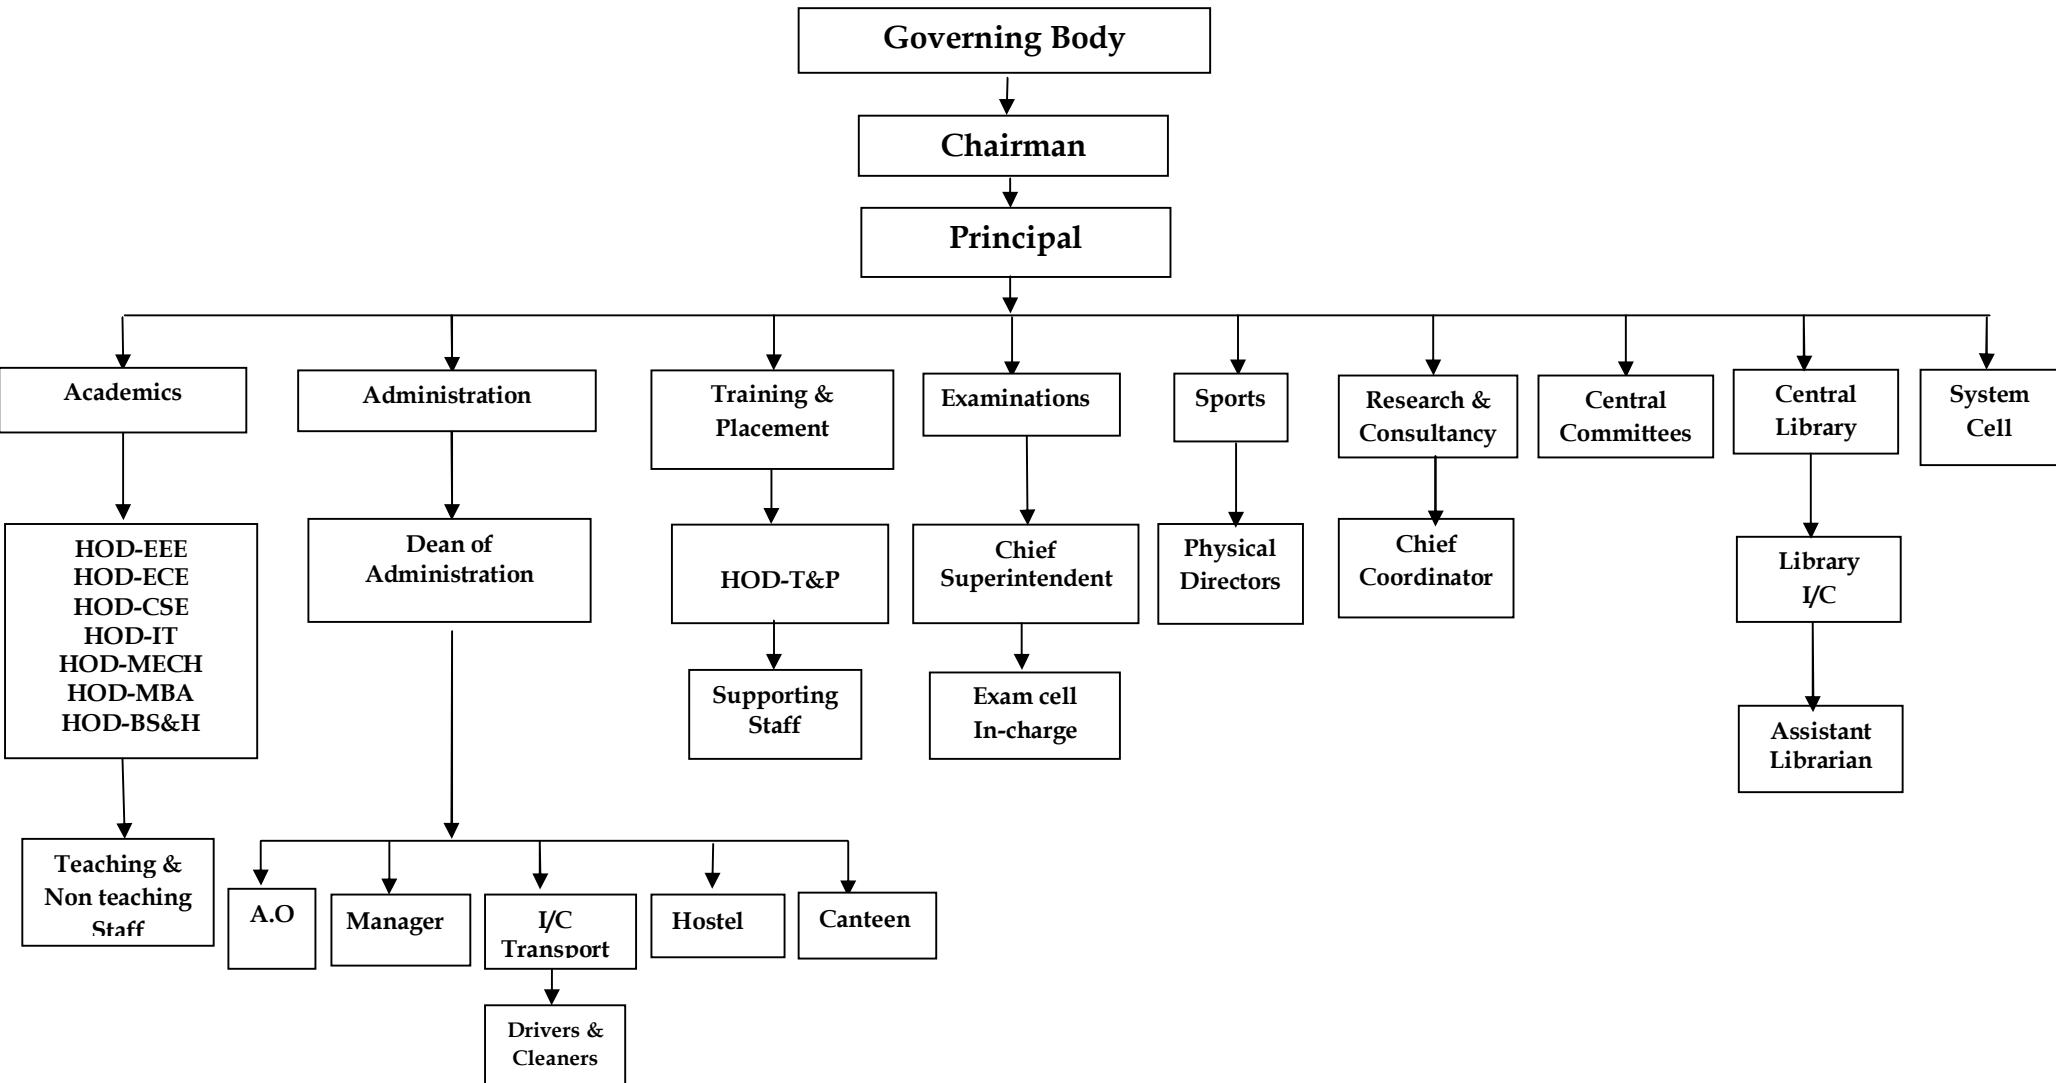 Governing Body
Chairman
Principal
Academics
Administration
Training &
Placement
Examinations
Sports
Research &
Consultancy
Central
Committees
Central
Library
System
Cell
HOD-EEE
HOD-ECE
HOD-CSE
HOD-IT
HOD-MECH
HOD-MBA
HOD-BS&H
Dean of
Administration
HOD-T&P
Chief
Superintendent
Physical
Directors
Chief
Coordinator
Library
I/C
Supporting
Staff
Exam cell
In-charge
Assistant
Librarian
Teaching &
Non teaching
Staff
A.O
Manager
I/C
Transport
Hostel
Canteen
Drivers &
Cleaners